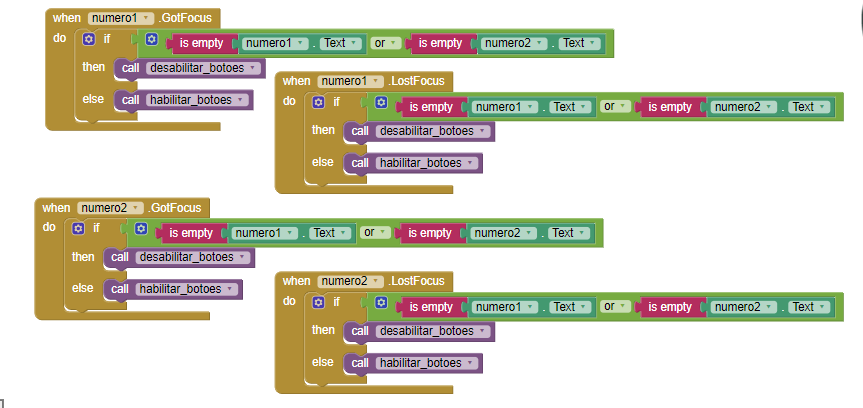 when numero1 .GotFocus
do if is empty numero1 . Text or is empty numero2 . Text
then call desabilitar_botoes
else call habilitar_botoes
when numero1 .LostFocus
do if is empty numero1 . Text or is empty numero2 . Text
then call desabilitar_botoes
else call habilitar_botoes
when numero2 .GotFocus
do if is empty numero1 . Text or is empty numero2 . Text
then call desabilitar_botoes
else call habilitar_botoes
when numero2 .LostFocus
do if is empty numero1 . Text or is empty numero2 . Text
then call desabilitar_botoes
else call habilitar_botoes